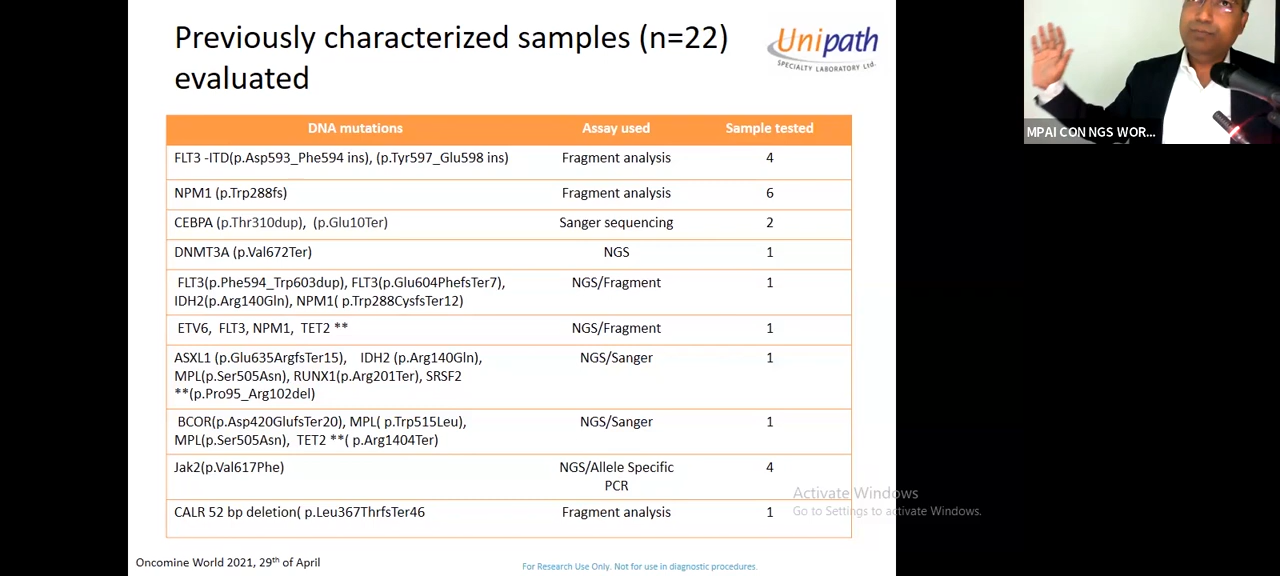 Previously characterized samples (n=22)
evaluated
Unipath
SPECIALTY LABORATORY Ltd.
DNA mutations Assay used Sample tested
FLT3 -ITD(p.Asp593_Phe594 ins), (p.Tyr597_Glu598 ins) Fragment analysis 4
NPM1 (p.Trp288fs) Fragment analysis 6
CEBPA (p.Thr310dup), (p.Glu10Ter) Sanger sequencing 2
DNMT3A (p.Val672Ter) NGS 1
FLT3(p.Phe594_Trp603dup), FLT3(p.Glu604PhefsTer7), NGS/Fragment 1
IDH2(p.Arg140Gln), NPM1( p.Trp288CysfsTer12)
ETV6, FLT3, NPM1, TET2 ** NGS/Fragment 1
ASXL1 (p.Glu635ArgfsTer15), IDH2 (p.Arg140Gln), NGS/Sanger 1
MPL(p.Ser505Asn), RUNX1(p.Arg201Ter), SRSF2
**(p.Pro95_Arg102del)
BCOR(p.Asp420GlufsTer20), MPL( p.Trp515Leu), NGS/Sanger 1
MPL(p.Ser505Asn), TET2 **( p.Arg1404Ter)
Jak2(p.Val617Phe) NGS/Allele Specific 4
PCR
CALR 52 bp deletion( p.Leu367ThrfsTer46 Fragment analysis 1
Oncomine World 2021, 29th of April
For Research Use Only. Not for use in diagnostic procedures.
Activate Windows
Go to Settings to activate Windows.
MPAI CON NGS WOR...